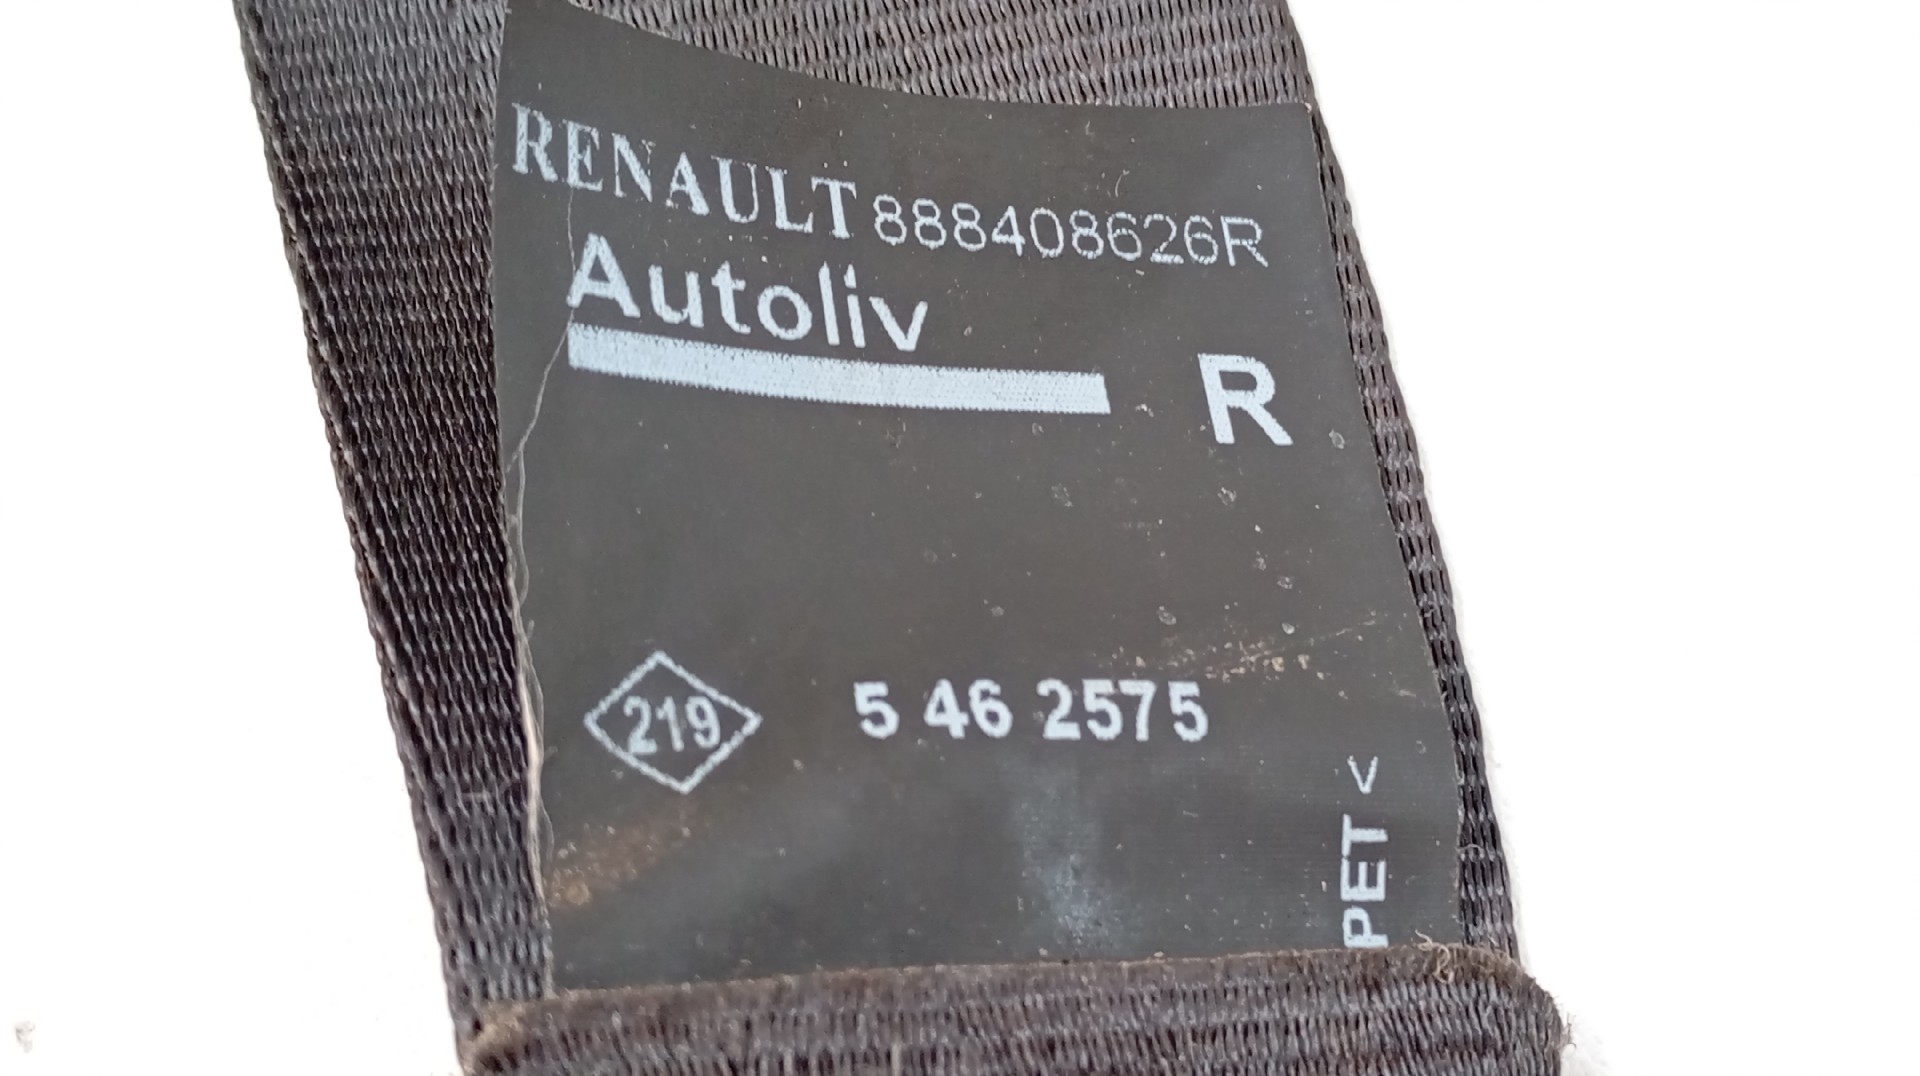 RENAULT 888408626R
Autoliv
R
219 5 46 2575
PET <